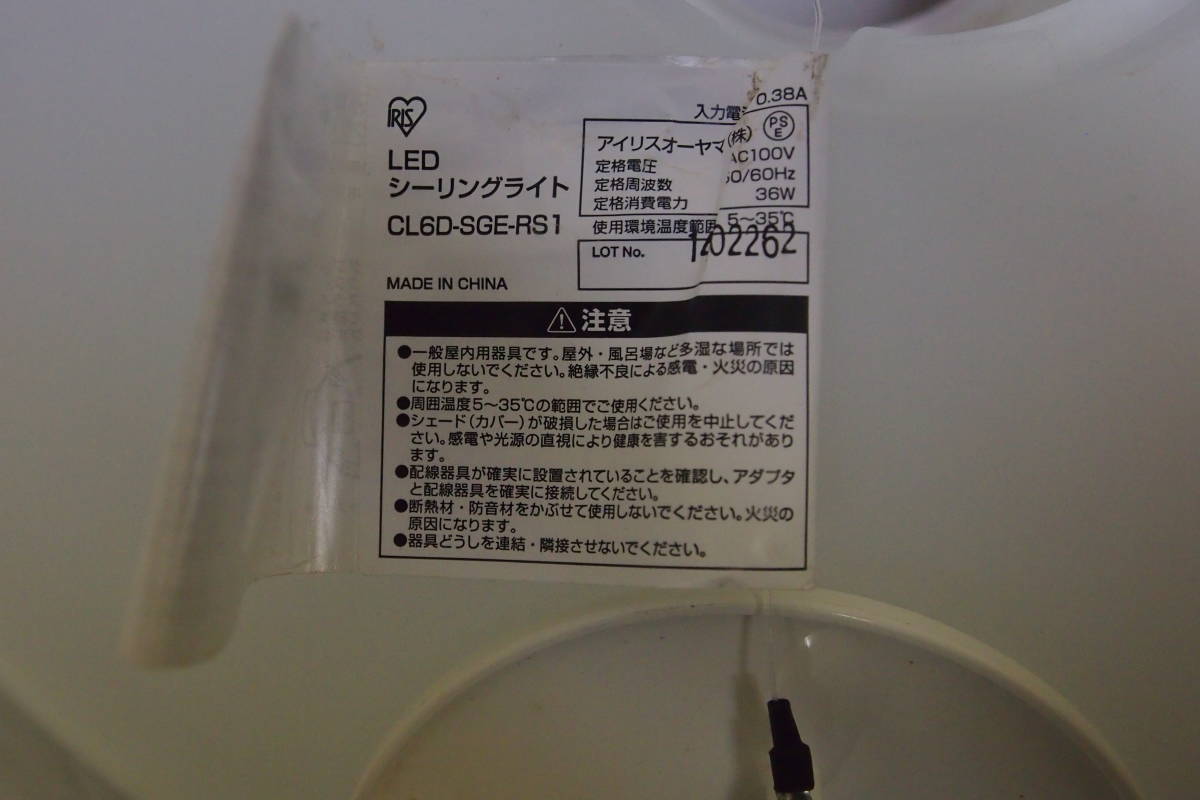 IRIS
LED
シーリングライト
CL6D-SGE-RS1
MADE IN CHINA
入力電 0.38A
アイリスオーヤマ(株) PSE
定格電圧 AC100V
定格周波数 50/60Hz
定格消費電力 36W
使用環境温度範囲 5～35℃
LOT No. 1202262
⚠注意
●一般屋内用器具です。屋外・風呂場など多湿な場所では
使用しないでください。絶縁不良による感電・火災の原因
になります。
●周囲温度5～35℃の範囲でご使用ください。
●シェード(カバー)が破損した場合はご使用を中止してくだ
さい。感電や光源の直視により健康を害するおそれがあり
ます。
●配線器具が確実に設置されていることを確認し、アダプタ
と配線器具を確実に接続してください。
●断熱材・防音材をかぶせて使用しないでください。火災の
原因になります。
●器具どうしを連結・隣接させないでください。